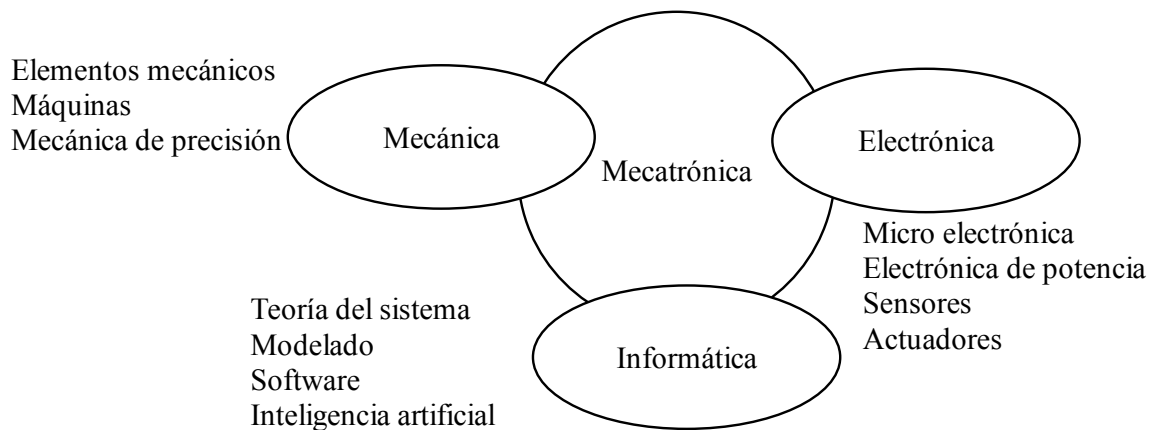 Elementos mecánicos
Máquinas
Mecánica de precisión
Mecánica
Electrónica
Mecatrónica
Micro electrónica
Electrónica de potencia
Sensores
Actuadores
Teoría del sistema
Modelado
Software
Inteligencia artificial
Informática